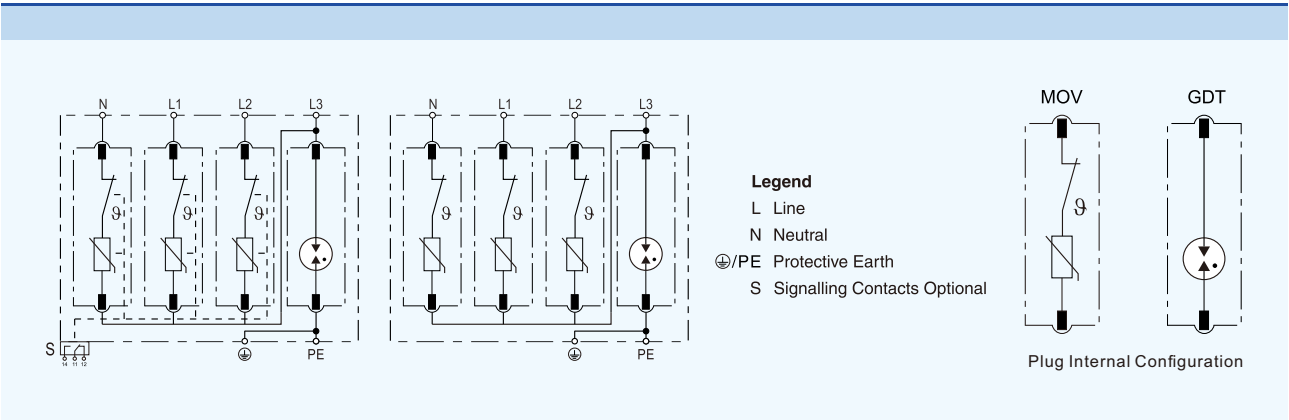 N L1 L2 L3
ϑ ϑ ϑ
S
14 11 12
PE
N L1 L2 L3
ϑ ϑ ϑ
PE
Legend
L Line
N Neutral
⏚/PE Protective Earth
S Signalling Contacts Optional
MOV GDT
ϑ
Plug Internal Configuration